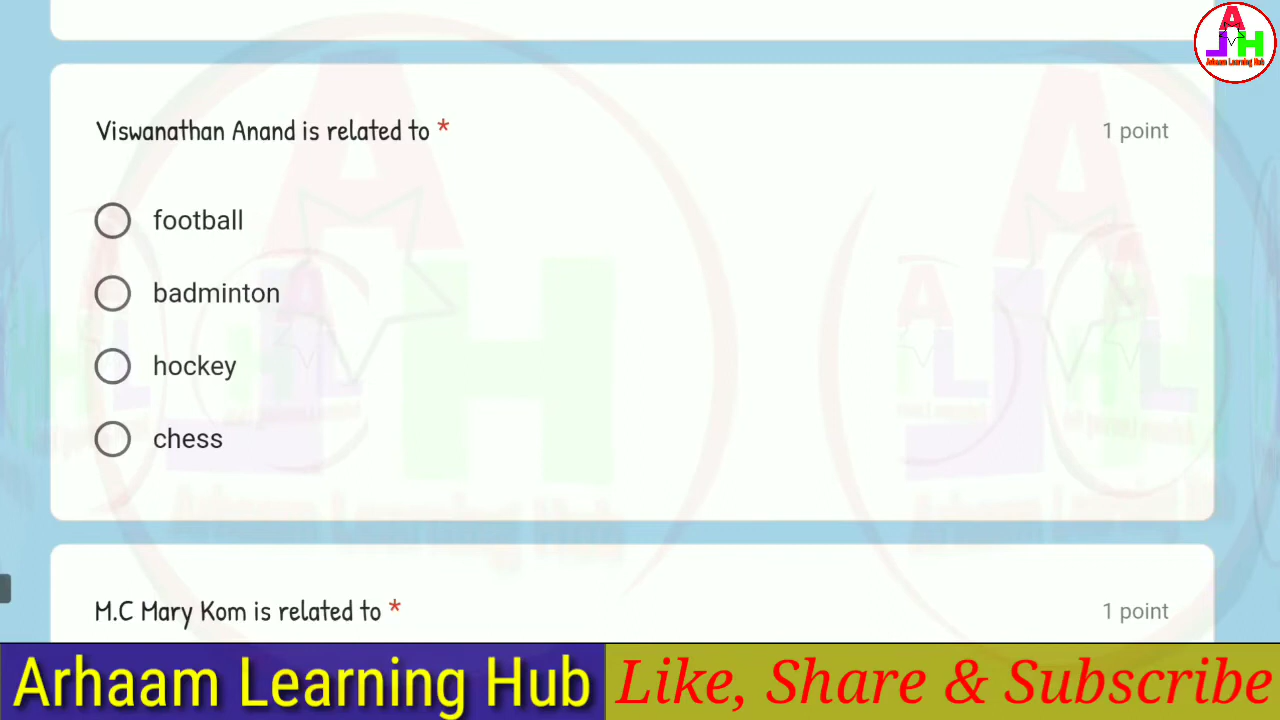 Viswanathan Anand is related to *
1 point
football
badminton
hockey
chess
M.C Mary Kom is related to *
1 point
Arhaam Learning Hub
Like, Share & Subscribe